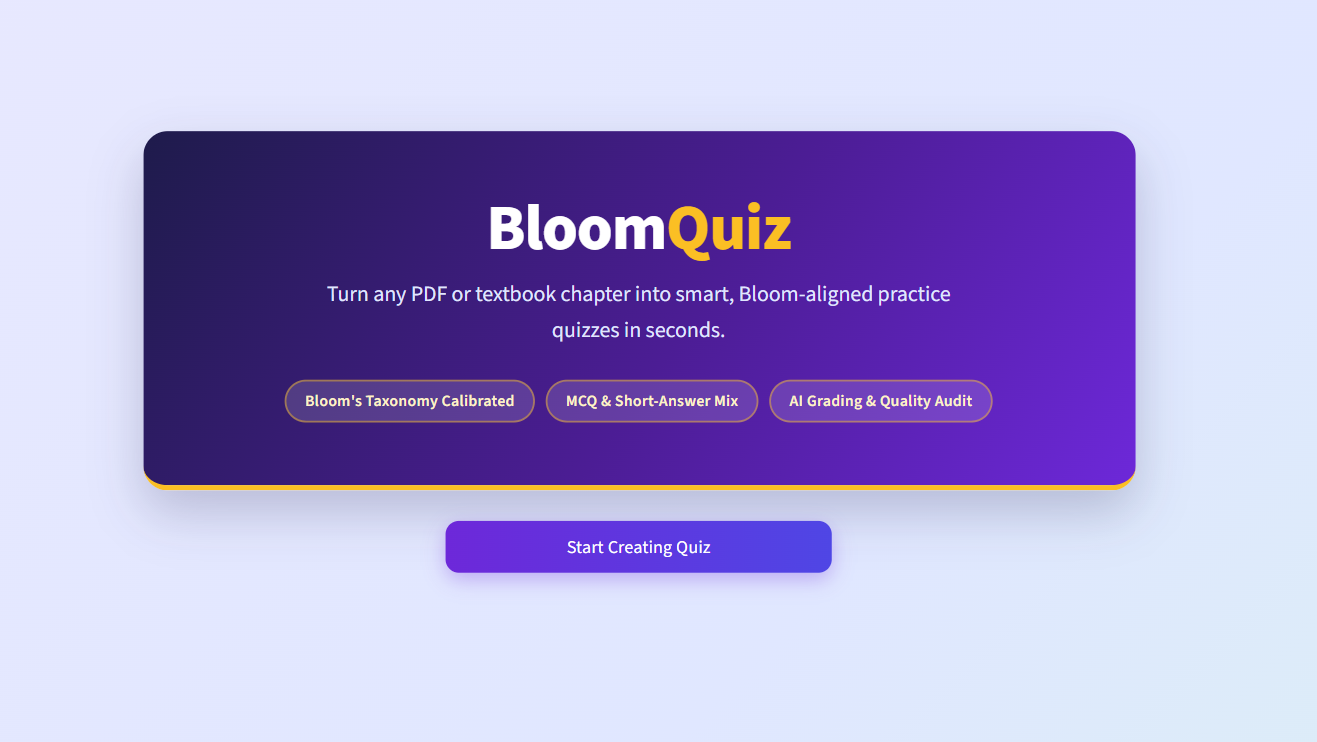 BloomQuiz
Turn any PDF or textbook chapter into smart, Bloom-aligned practice
quizzes in seconds.
Bloom's Taxonomy Calibrated
MCQ & Short-Answer Mix
AI Grading & Quality Audit
Start Creating Quiz